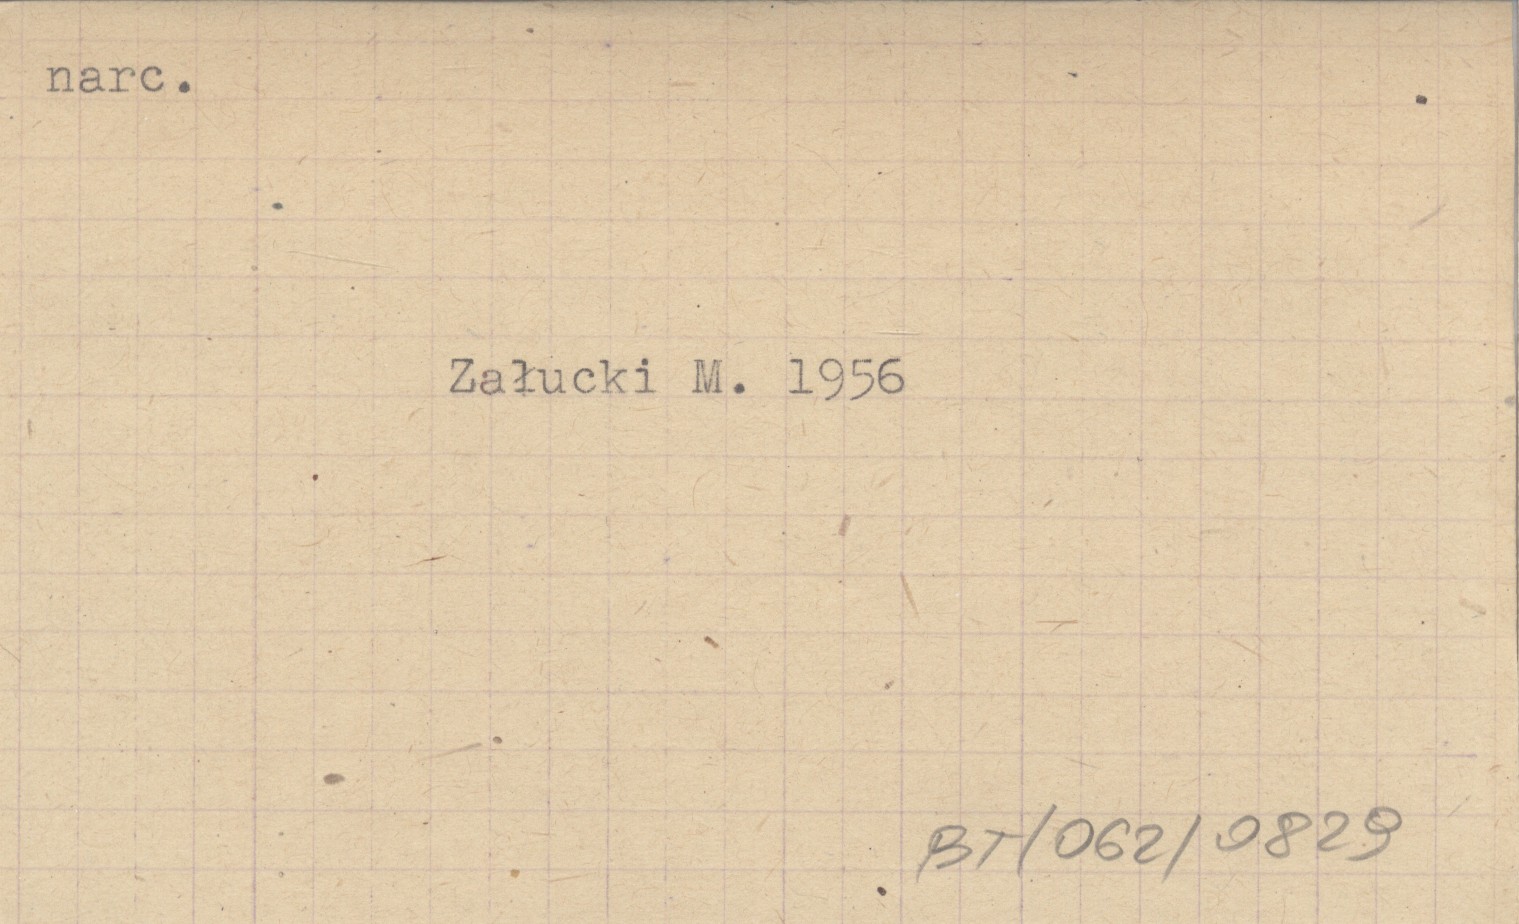 narc.
Załucki M. 1956
BT/062/0829